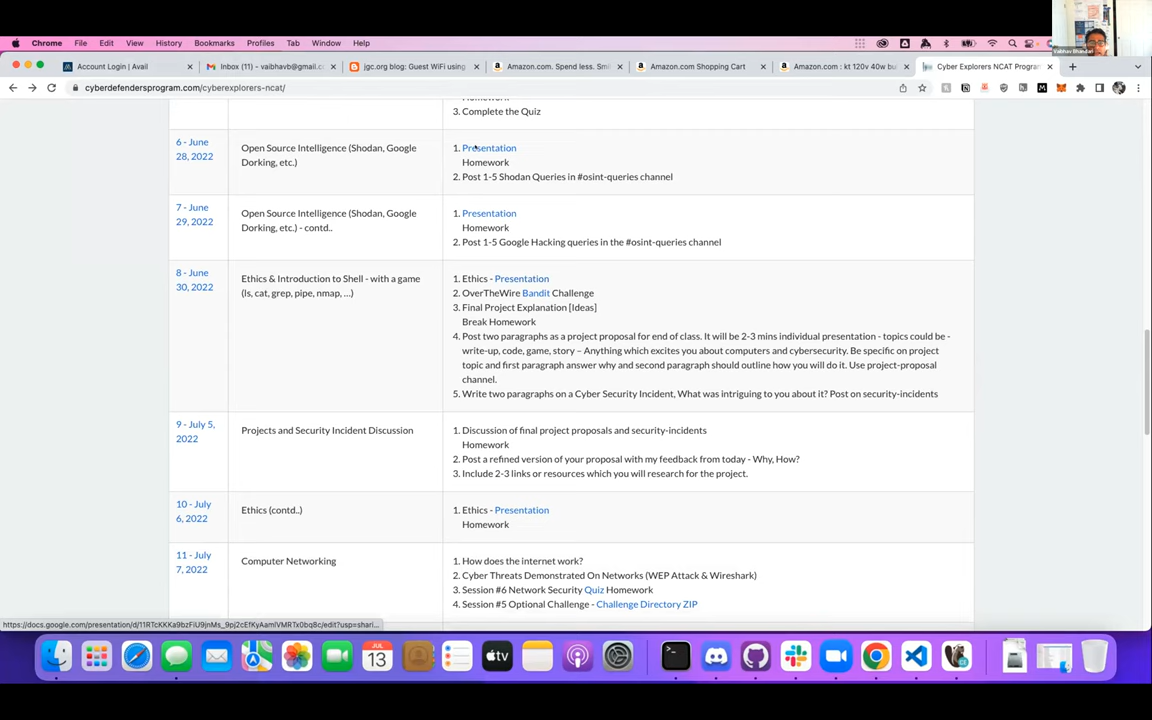 Vaibhav Bhandari
Chrome File Edit View History Bookmarks Profiles Tab Window Help
Account Login | Avail
Inbox (11) - vaibhavb@gmail.c
jgc.org blog: Guest WiFi using
Amazon.com. Spend less. Smi
Amazon.com Shopping Cart
Amazon.com : kt 120v 40w bu
Cyber Explorers NCAT Program
cyberdefendersprogram.com/cyberexplorers-ncat/
3. Complete the Quiz
6 - June 28, 2022
Open Source Intelligence (Shodan, Google
Dorking, etc.)
1. Presentation
Homework
2. Post 1-5 Shodan Queries in #osint-queries channel
7 - June 29, 2022
Open Source Intelligence (Shodan, Google
Dorking, etc.) - contd..
1. Presentation
Homework
2. Post 1-5 Google Hacking queries in the #osint-queries channel
8 - June 30, 2022
Ethics & Introduction to Shell - with a game
(ls, cat, grep, pipe, nmap, ...)
1. Ethics - Presentation
2. OverTheWire Bandit Challenge
3. Final Project Explanation [Ideas]
Break Homework
4. Post two paragraphs as a project proposal for end of class. It will be 2-3 mins individual presentation - topics could be -
write-up, code, game, story – Anything which excites you about computers and cybersecurity. Be specific on project
topic and first paragraph answer why and second paragraph should outline how you will do it. Use project-proposal
channel.
5. Write two paragraphs on a Cyber Security Incident, What was intriguing to you about it? Post on security-incidents
9 - July 5, 2022
Projects and Security Incident Discussion
1. Discussion of final project proposals and security-incidents
Homework
2. Post a refined version of your proposal with my feedback from today - Why, How?
3. Include 2-3 links or resources which you will research for the project.
10 - July 6, 2022
Ethics (contd..)
1. Ethics - Presentation
Homework
11 - July 7, 2022
Computer Networking
1. How does the internet work?
2. Cyber Threats Demonstrated On Networks (WEP Attack & Wireshark)
3. Session #6 Network Security Quiz Homework
4. Session #5 Optional Challenge - Challenge Directory ZIP
JUL
13
tv